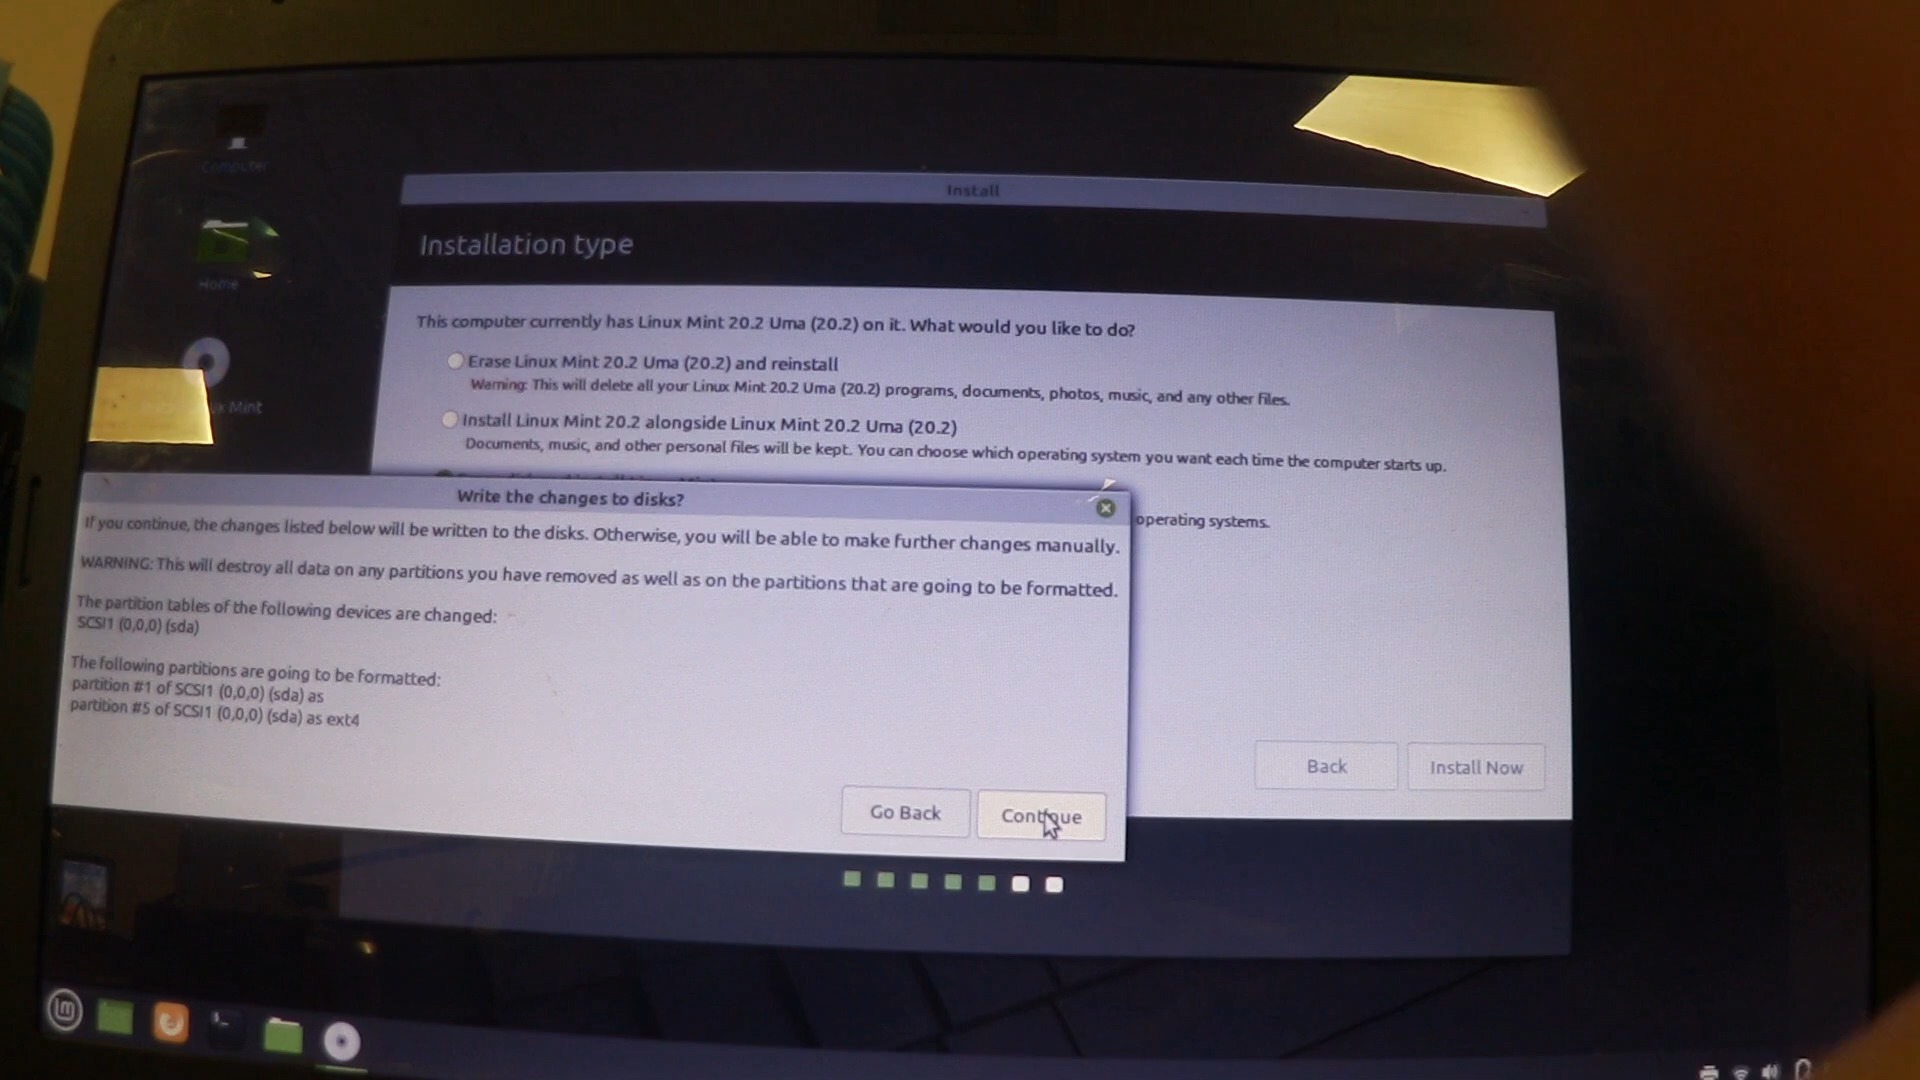 Computer
Home
Mint
Install
Installation type
This computer currently has Linux Mint 20.2 Uma (20.2) on it. What would you like to do?
Erase Linux Mint 20.2 Uma (20.2) and reinstall
Warning: This will delete all your Linux Mint 20.2 Uma (20.2) programs, documents, photos, music, and any other files.
Install Linux Mint 20.2 alongside Linux Mint 20.2 Uma (20.2)
Documents, music, and other personal files will be kept. You can choose which operating system you want each time the computer starts up.
operating systems.
Write the changes to disks?
If you continue, the changes listed below will be written to the disks. Otherwise, you will be able to make further changes manually.
WARNING: This will destroy all data on any partitions you have removed as well as on the partitions that are going to be formatted.
The partition tables of the following devices are changed:
SCSI1 (0,0,0) (sda)
The following partitions are going to be formatted:
partition #1 of SCSI1 (0,0,0) (sda) as
partition #5 of SCSI1 (0,0,0) (sda) as ext4
Go Back
Continue
Back
Install Now